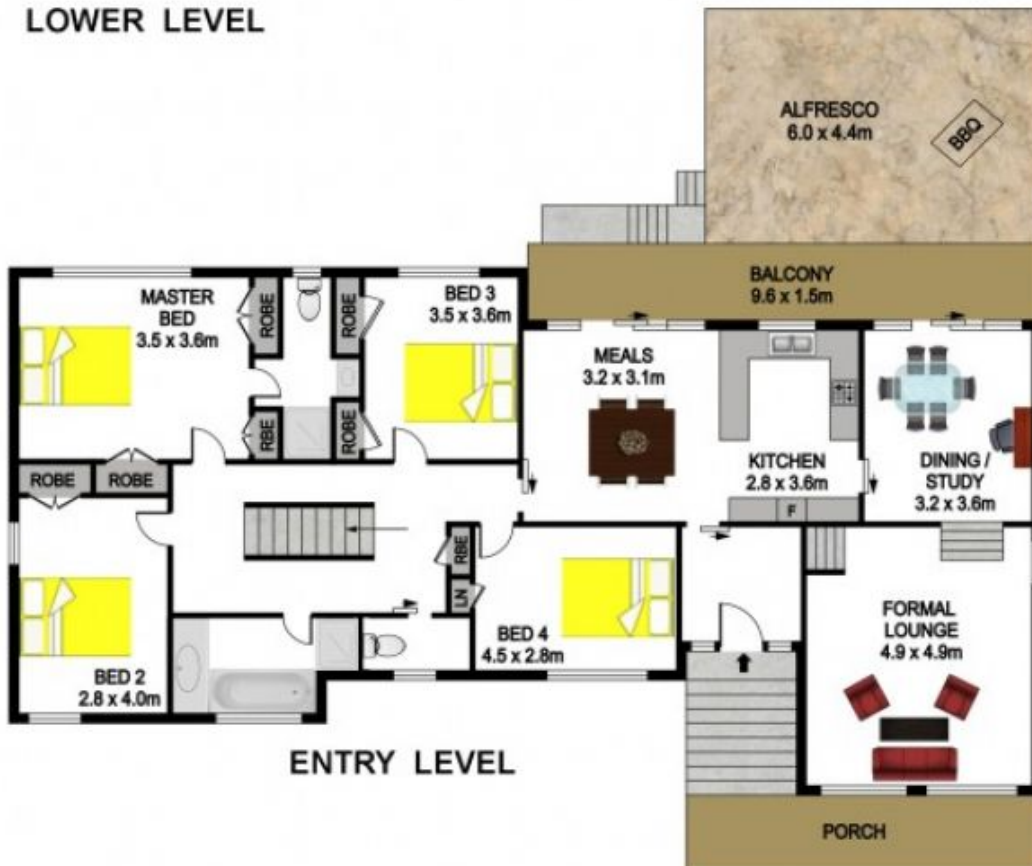 LOWER LEVEL
ALFRESCO
6.0 x 4.4m
BBQ
BALCONY
9.6 x 1.5m
MASTER
BED
3.5 x 3.6m
ROBE
ROBE
BED 3
3.5 x 3.6m
MEALS
3.2 x 3.1m
RBE
ROBE
KITCHEN
2.8 x 3.6m
F
DINING /
STUDY
3.2 x 3.6m
ROBE
ROBE
RBE
LN
BED 4
4.5 x 2.8m
FORMAL
LOUNGE
4.9 x 4.9m
BED 2
2.8 x 4.0m
ENTRY LEVEL
PORCH